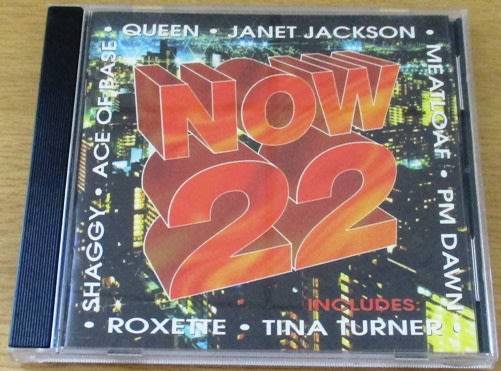 • QUEEN • JANET JACKSON •
MEATLOAF • PM DAWN
SHAGGY • ACE OF BASE
NOW
22
INCLUDES:
• ROXETTE • TINA TURNER •